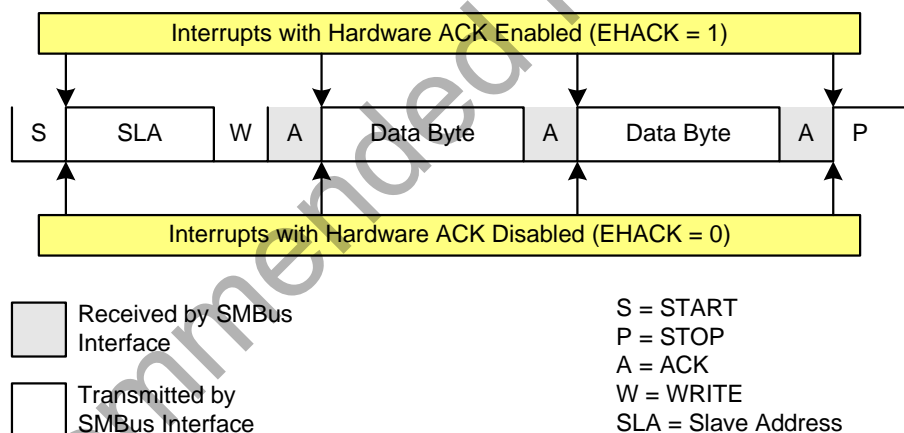 Interrupts with Hardware ACK Enabled (EHACK = 1)
S SLA W A Data Byte A Data Byte A P
Interrupts with Hardware ACK Disabled (EHACK = 0)
Received by SMBus
Interface
Transmitted by
SMBus Interface
S = START
P = STOP
A = ACK
W = WRITE
SLA = Slave Address